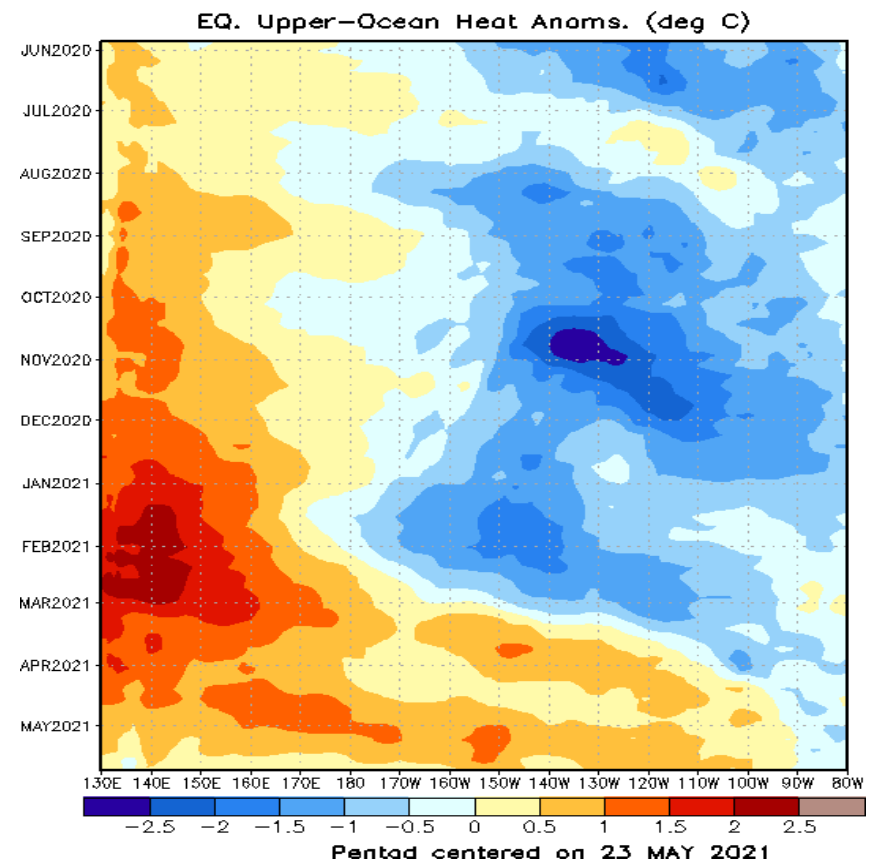 EQ. Upper-Ocean Heat Anoms. (deg C)
JUN2020
JUL2020
AUG2020
SEP2020
OCT2020
NOV2020
DEC2020
JAN2021
FEB2021
MAR2021
APR2021
MAY2021
130E 140E 150E 160E 170E 180 170W 160W 150W 140W 130W 120W 110W 100W 90W 80W
-2.5 -2 -1.5 -1 -0.5 0 0.5 1 1.5 2 2.5
Pentad centered on 23 MAY 2021